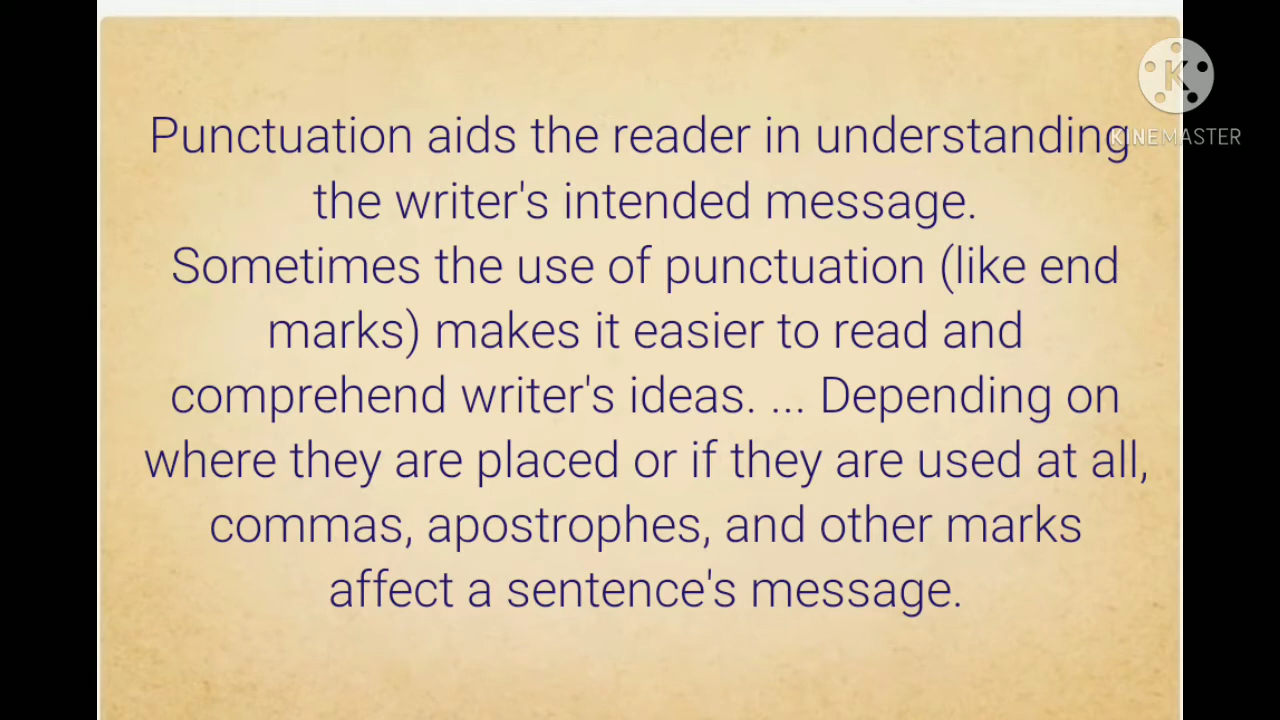 Punctuation aids the reader in understanding
the writer's intended message.
Sometimes the use of punctuation (like end
marks) makes it easier to read and
comprehend writer's ideas. ... Depending on
where they are placed or if they are used at all,
commas, apostrophes, and other marks
affect a sentence's message.
K
KINEMASTER